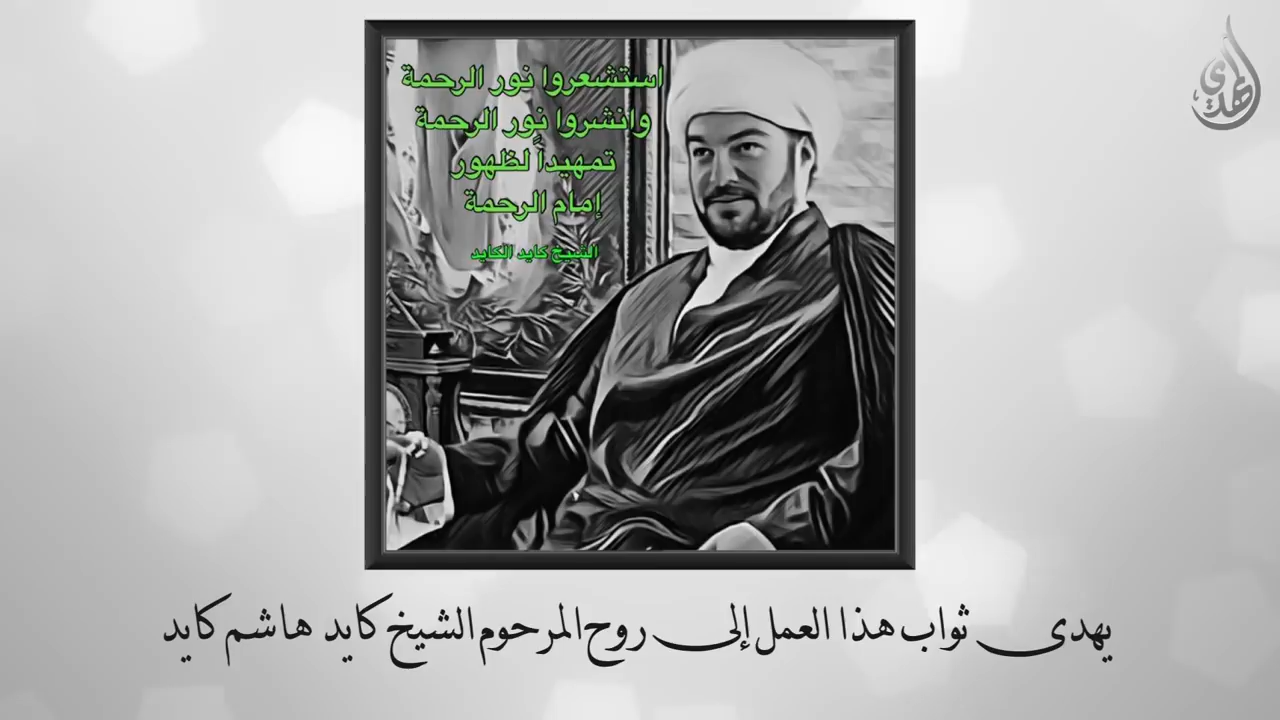 استشعروا نور الرحمة
وانشروا نور الرحمة
تمهيداً لظهور
إمام الرحمة
الشيخ كايد الكايد
يهدى ثواب هذا العمل إلى روح المرحوم الشيخ كايد هاشم كايد